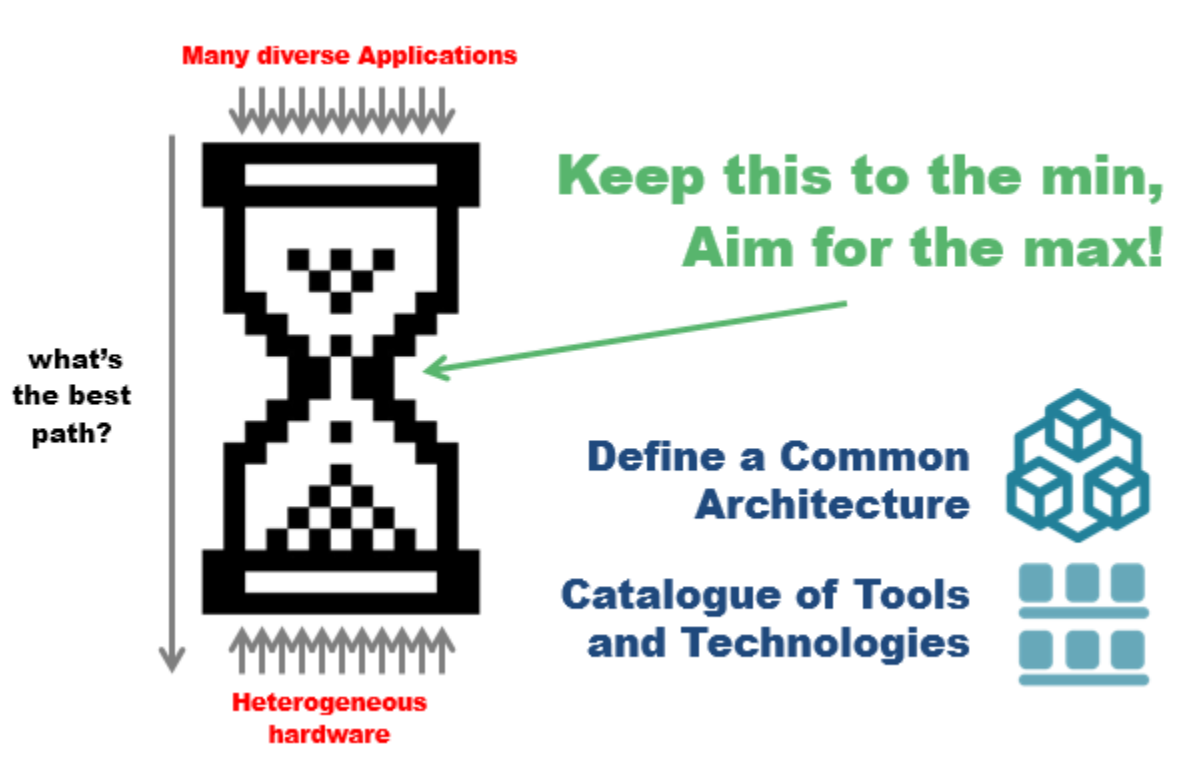 Many diverse Applications
Keep this to the min,
Aim for the max!
what's
the best
path?
Define a Common
Architecture
Catalogue of Tools
and Technologies
Heterogeneous
hardware